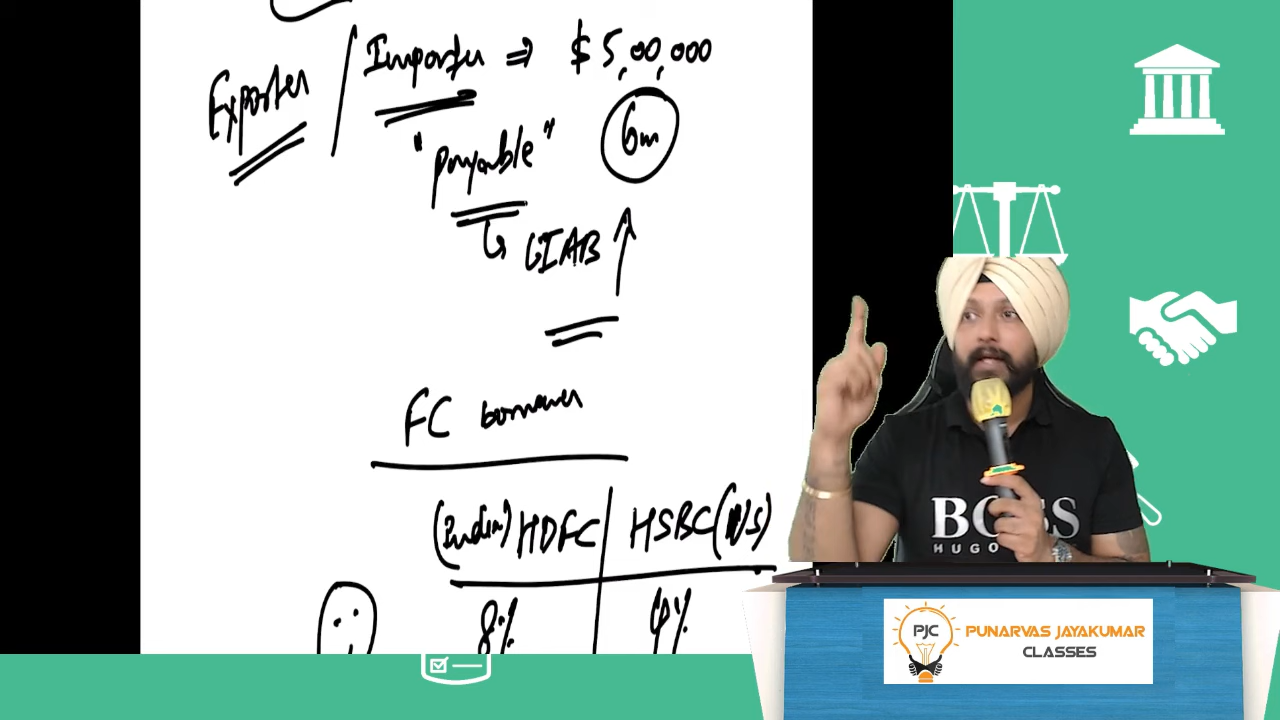 Exporter / Importer ⇒ $ 5,00,000
"payable" 6m
↳ LIAB ↑
FC borrower
(India) HDFC | HSBC (US)
8% | 4%
BOSS
HUGO
PJC
PUNARVAS JAYAKUMAR
CLASSES